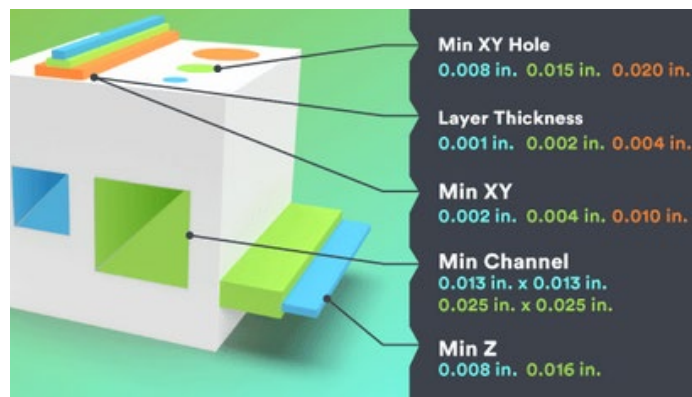 Min XY Hole
0.008 in. 0.015 in. 0.020 in.
Layer Thickness
0.001 in. 0.002 in. 0.004 in.
Min XY
0.002 in. 0.004 in. 0.010 in.
Min Channel
0.013 in. x 0.013 in.
0.025 in. x 0.025 in.
Min Z
0.008 in. 0.016 in.